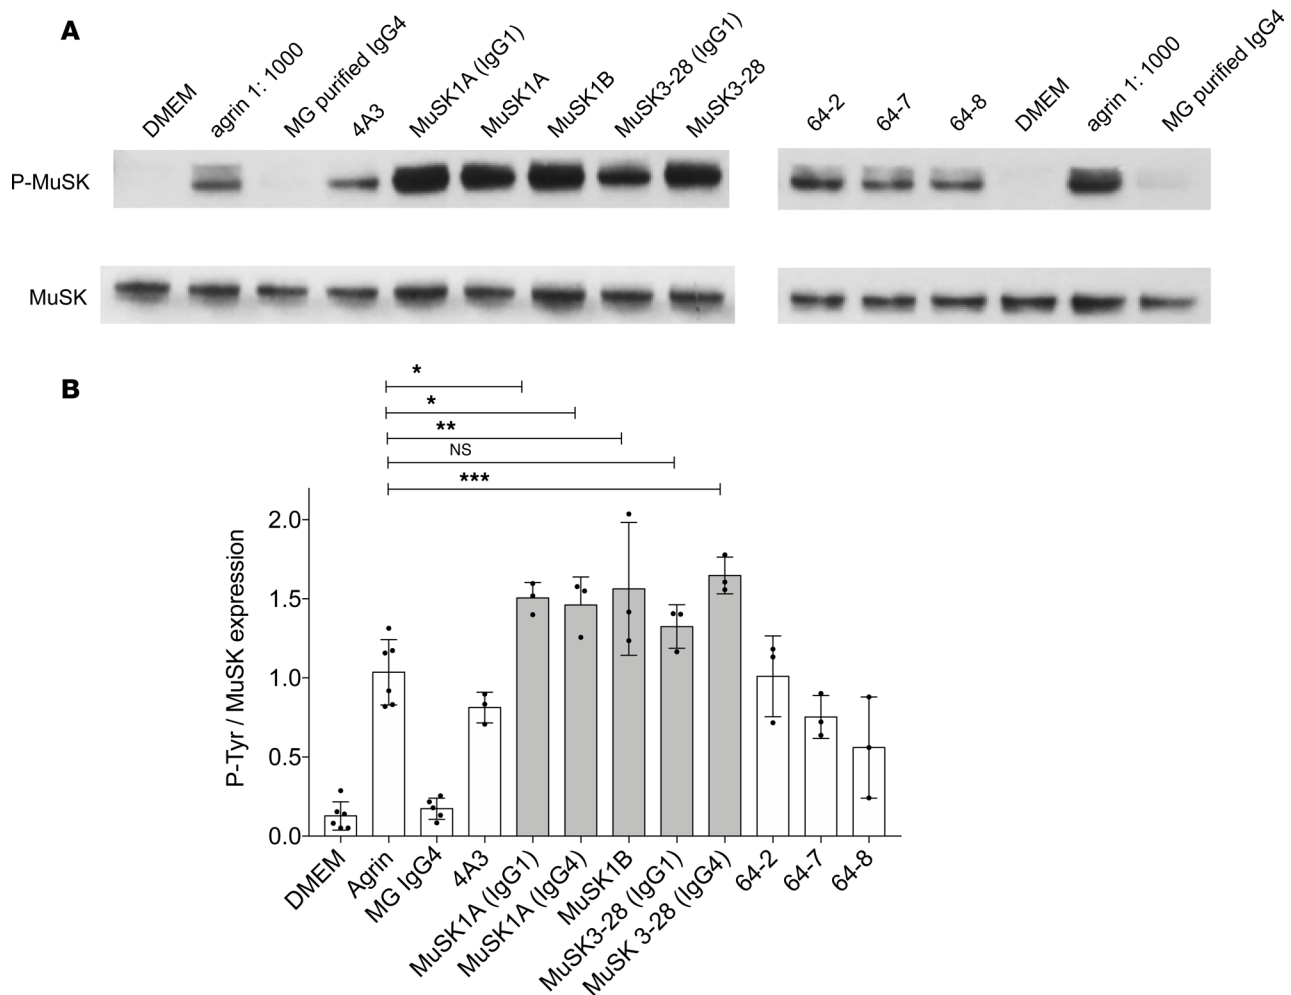 A
DMEM
agrin 1: 1000
MG purified IgG4
4A3
MuSK1A (IgG1)
MuSK1A
MuSK1B
MuSK3-28 (IgG1)
MuSK3-28
64-2
64-7
64-8
DMEM
agrin 1: 1000
MG purified IgG4
P-MuSK
MuSK
B
*
*
**
NS
***
P-Tyr / MuSK expression
2.0
1.5
1.0
0.5
0.0
DMEM
Agrin
MG IgG4
4A3
MuSK1A (IgG1)
MuSK1A (IgG4)
MuSK1B
MuSK3-28 (IgG1)
MuSK 3-28 (IgG4)
64-2
64-7
64-8